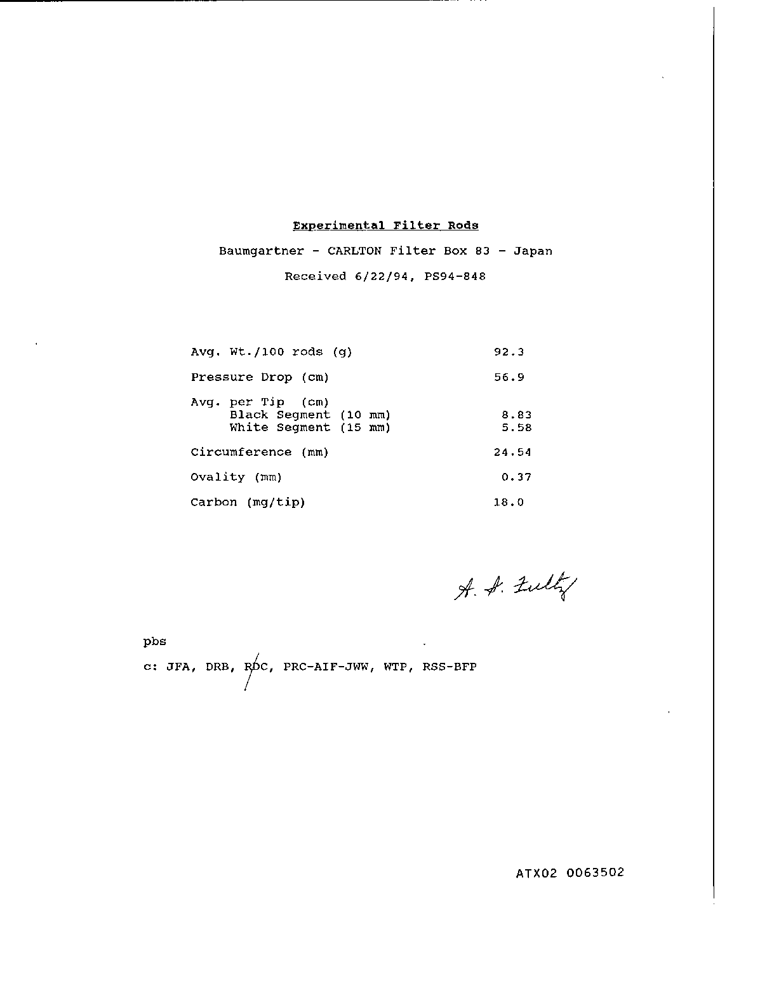 Experimental Filter Rods
Baumgartner - CARLTON Filter Box 83 - Japan
Received 6/22/94, PS94-848
Avg. Wt./100 rods (g) 92.3
Pressure Drop (cm) 56.9
Avg. per Tip (cm)
Black Segment (10 mm) 8.83
White Segment (15 mm) 5.58
Circumference (mm) 24.54
Ovality (mm) 0.37
Carbon (mg/tip) 18.0
A. S. Fultz
pbs
c: JFA, DRB, RDC, PRC-AIF-JWW, WTP, RSS-BFP
ATX02 0063502